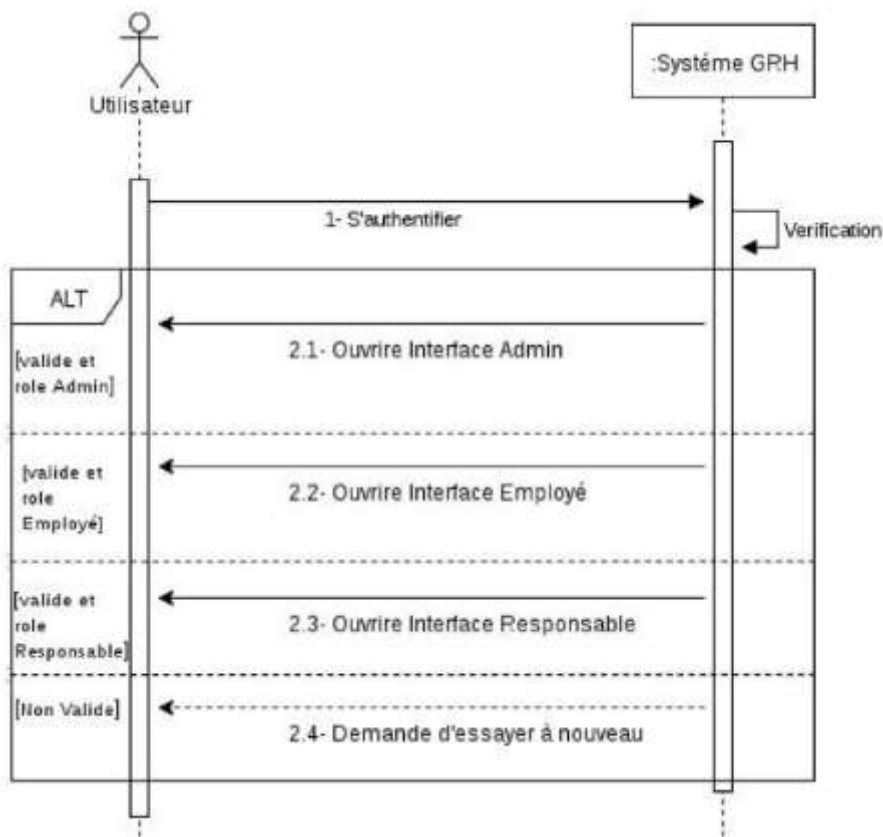 Utilisateur
:Systéme GRH
1- S'authentifier
Verification
ALT
2.1- Ouvrire Interface Admin
[valide et
role Admin]
2.2- Ouvrire Interface Employé
[valide et
role
Employé]
2.3- Ouvrire Interface Responsable
[valide et
role
Responsable]
2.4- Demande d'essayer à nouveau
[Non Valide]